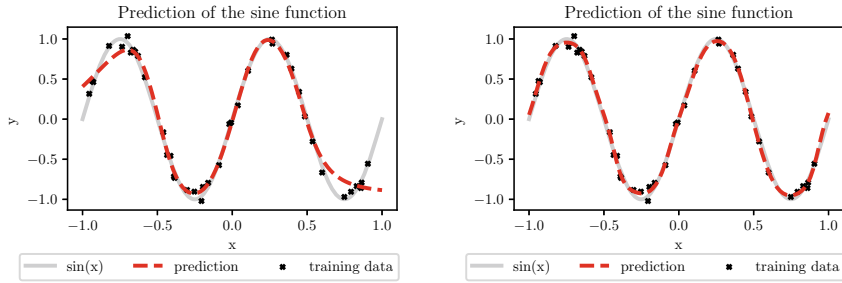 Prediction of the sine function
1.0
0.5
0.0
−0.5
−1.0
y
−1.0 −0.5 0.0 0.5 1.0
x
sin(x) prediction training data
Prediction of the sine function
1.0
0.5
0.0
−0.5
−1.0
y
−1.0 −0.5 0.0 0.5 1.0
x
sin(x) prediction training data